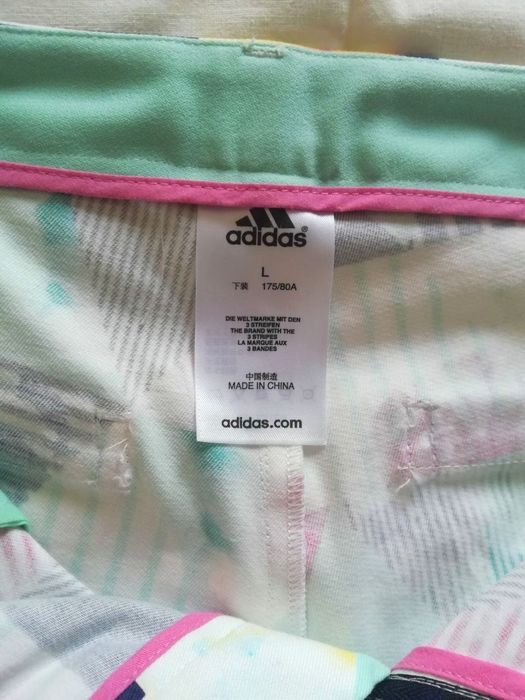 adidas®
L
下装 175/80A
DIE WELTMARKE MIT DEN
3 STREIFEN
THE BRAND WITH THE
3 STRIPES
LA MARQUE AUX
3 BANDES
中国制造
MADE IN CHINA
adidas.com